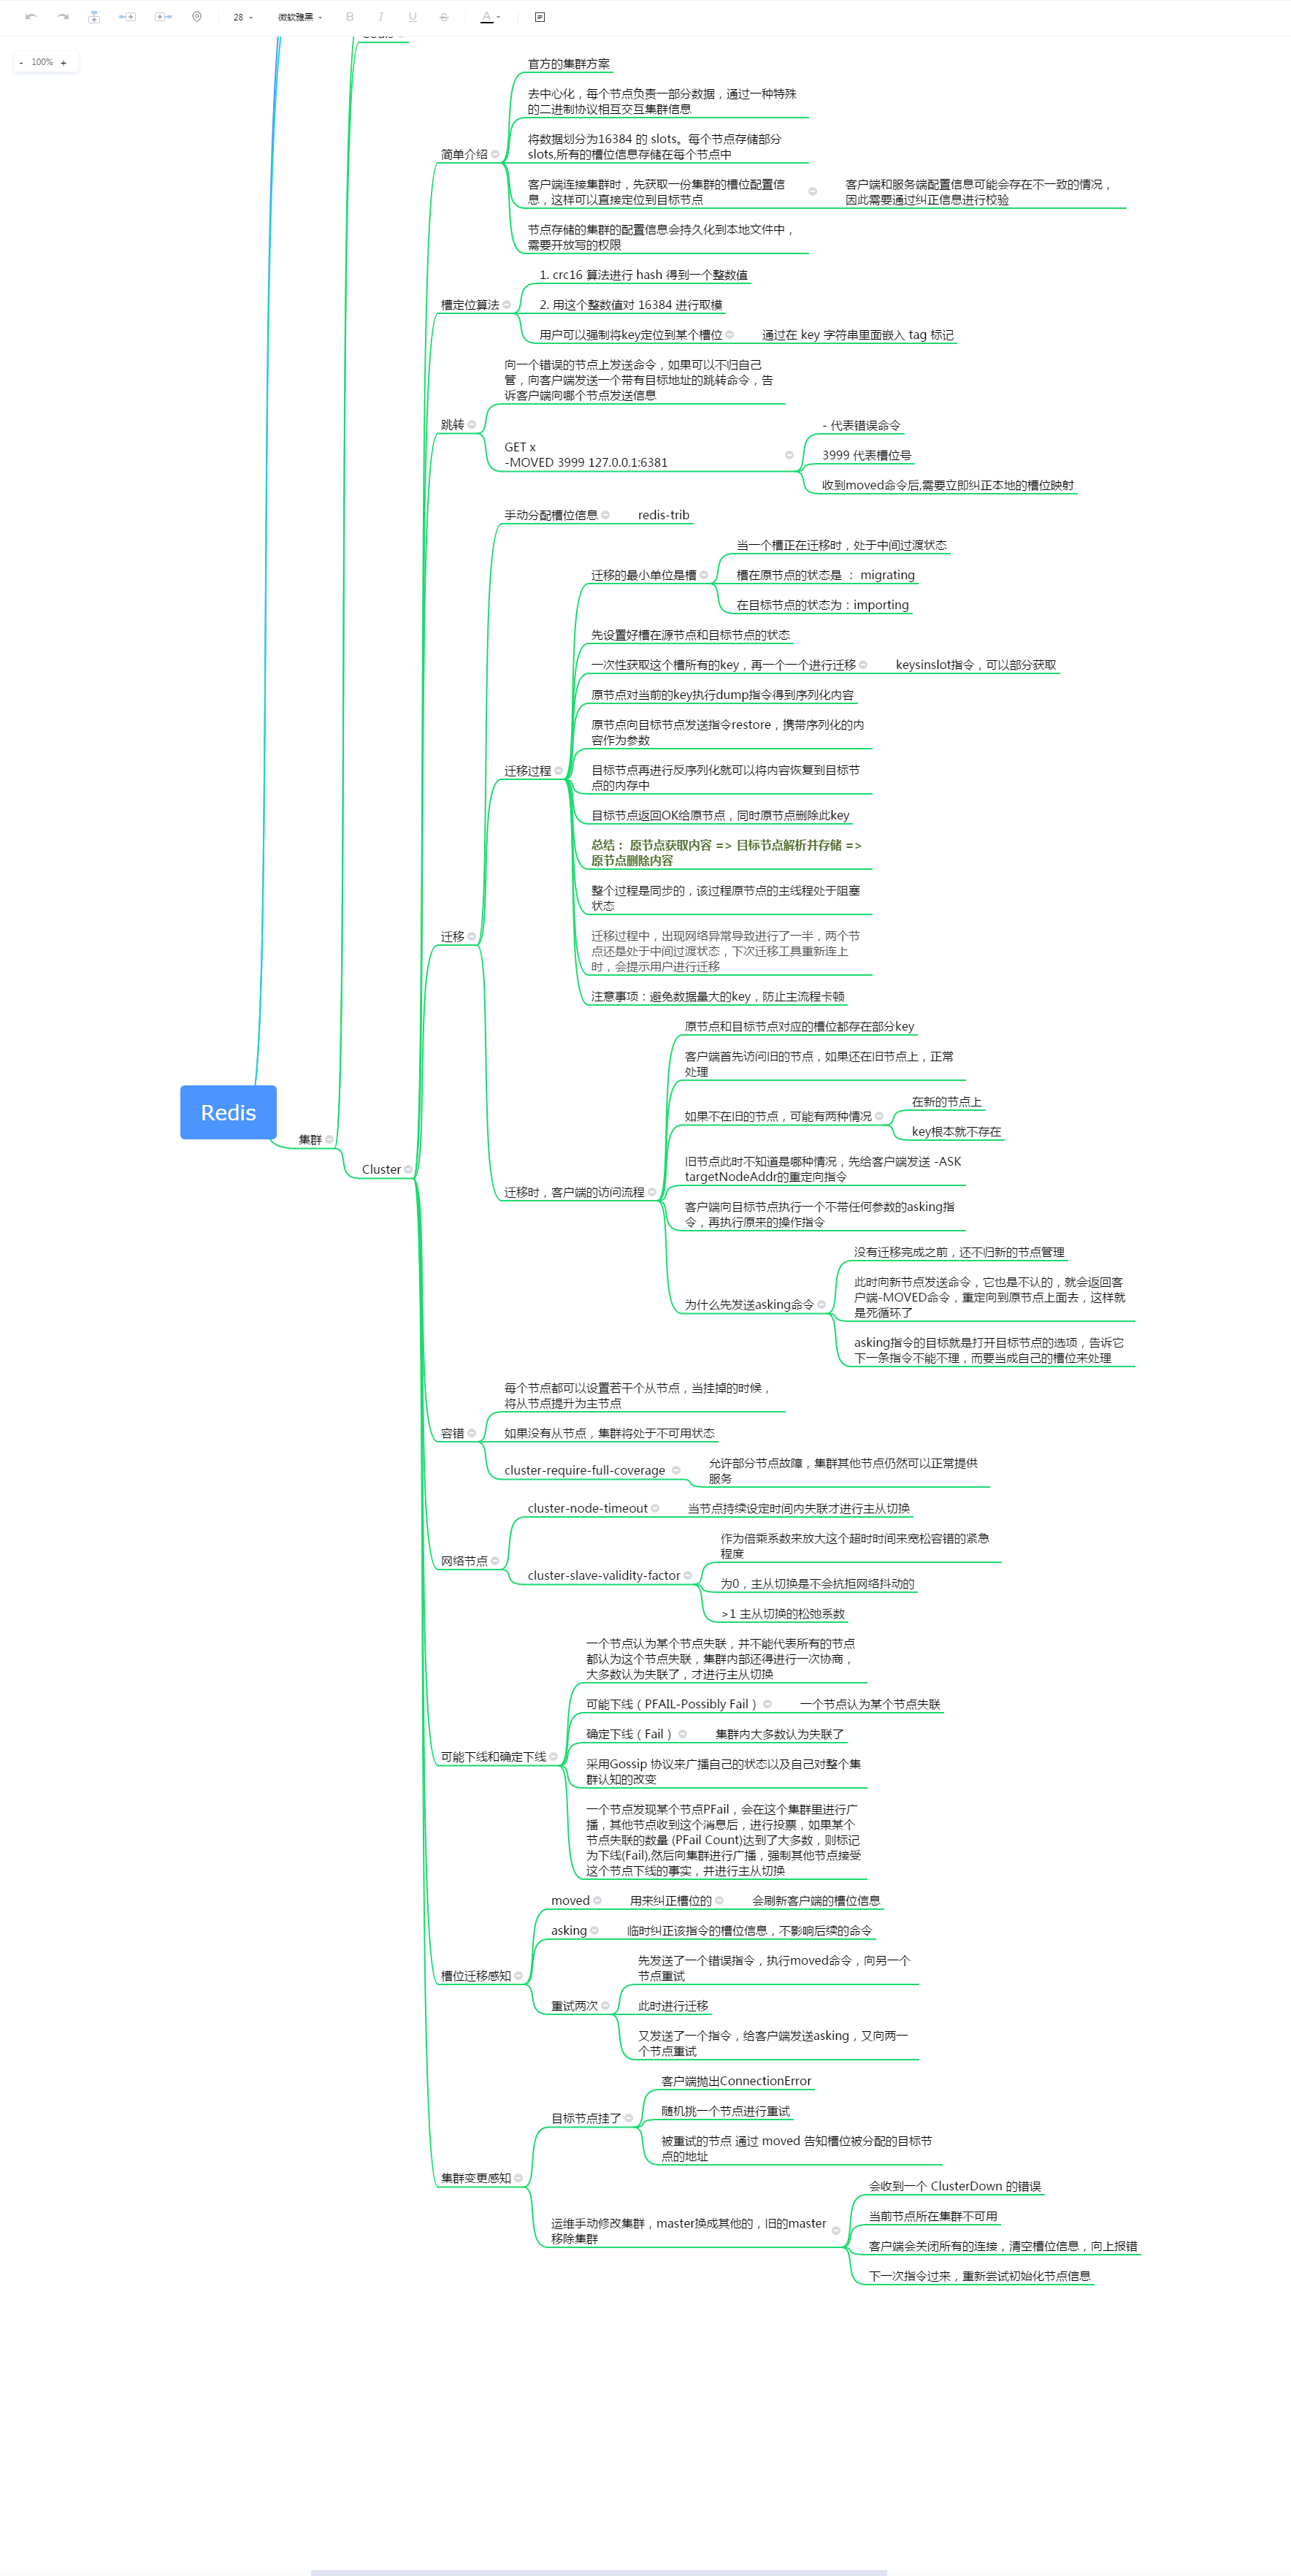 28
微软雅黑
B
I
U
S
A
- 100% +
官方的集群方案
去中心化，每个节点负责一部分数据，通过一种特殊
的二进制协议相互交互集群信息
将数据划分为16384 的 slots。每个节点存储部分
slots,所有的槽位信息存储在每个节点中
简单介绍
客户端连接集群时，先获取一份集群的槽位配置信
息，这样可以直接定位到目标节点
客户端和服务端配置信息可能会存在不一致的情况，
因此需要通过纠正信息进行校验
节点存储的集群的配置信息会持久化到本地文件中，
需要开放写的权限
1. crc16 算法进行 hash 得到一个整数值
槽定位算法
2. 用这个整数值对 16384 进行取模
用户可以强制将key定位到某个槽位
通过在 key 字符串里面嵌入 tag 标记
向一个错误的节点上发送命令，如果可以不归自己
管，向客户端发送一个带有目标地址的跳转命令，告
诉客户端向哪个节点发送信息
跳转
GET x
-MOVED 3999 127.0.0.1:6381
- 代表错误命令
3999 代表槽位号
收到moved命令后,需要立即纠正本地的槽位映射
手动分配槽位信息
redis-trib
当一个槽正在迁移时，处于中间过渡状态
迁移的最小单位是槽
槽在原节点的状态是 ： migrating
在目标节点的状态为：importing
先设置好槽在源节点和目标节点的状态
一次性获取这个槽所有的key，再一个一个进行迁移
keysinslot指令，可以部分获取
原节点对当前的key执行dump指令得到序列化内容
原节点向目标节点发送指令restore，携带序列化的内
容作为参数
迁移过程
目标节点再进行反序列化就可以将内容恢复到目标节
点的内存中
目标节点返回OK给原节点，同时原节点删除此key
总结： 原节点获取内容 => 目标节点解析并存储 =>
原节点删除内容
整个过程是同步的，该过程原节点的主线程处于阻塞
状态
迁移
迁移过程中，出现网络异常导致进行了一半，两个节
点还是处于中间过渡状态，下次迁移工具重新连上
时，会提示用户进行迁移
注意事项：避免数据量大的key，防止主流程卡顿
原节点和目标节点对应的槽位都存在部分key
客户端首先访问旧的节点，如果还在旧节点上，正常
处理
如果不在旧的节点，可能有两种情况
在新的节点上
key根本就不存在
Redis
集群
Cluster
旧节点此时不知道是哪种情况，先给客户端发送 -ASK
targetNodeAddr的重定向指令
迁移时，客户端的访问流程
客户端向目标节点执行一个不带任何参数的asking指
令，再执行原来的操作指令
没有迁移完成之前，还不归新的节点管理
为什么先发送asking命令
此时向新节点发送命令，它也是不认的，就会返回客
户端-MOVED命令，重定向到原节点上面去，这样就
是死循环了
asking指令的目标就是打开目标节点的选项，告诉它
下一条指令不能不理，而要当成自己的槽位来处理
每个节点都可以设置若干个从节点，当挂掉的时候，
将从节点提升为主节点
容错
如果没有从节点，集群将处于不可用状态
cluster-require-full-coverage
允许部分节点故障，集群其他节点仍然可以正常提供
服务
cluster-node-timeout
当节点持续设定时间内失联才进行主从切换
网络节点
cluster-slave-validity-factor
作为倍乘系数来放大这个超时时间来宽松容错的紧急
程度
为0，主从切换是不会抗拒网络抖动的
>1 主从切换的松弛系数
一个节点认为某个节点失联，并不能代表所有的节点
都认为这个节点失联，集群内部还得进行一次协商，
大多数认为失联了，才进行主从切换
可能下线（PFAIL-Possibly Fail ）
一个节点认为某个节点失联
确定下线（Fail ）
集群内大多数认为失联了
可能下线和确定下线
采用Gossip 协议来广播自己的状态以及自己对整个集
群认知的改变
一个节点发现某个节点PFail，会在这个集群里进行广
播，其他节点收到这个消息后，进行投票，如果某个
节点失联的数量 (PFail Count)达到了大多数，则标记
为下线(Fail),然后向集群进行广播，强制其他节点接受
这个节点下线的事实，并进行主从切换
moved
用来纠正槽位的
会刷新客户端的槽位信息
asking
临时纠正该指令的槽位信息，不影响后续的命令
槽位迁移感知
先发送了一个错误指令，执行moved命令，向另一个
节点重试
重试两次
此时进行迁移
又发送了一个指令，给客户端发送asking，又向两一
个节点重试
客户端抛出ConnectionError
目标节点挂了
随机挑一个节点进行重试
被重试的节点 通过 moved 告知槽位被分配的目标节
点的地址
集群变更感知
会收到一个 ClusterDown 的错误
运维手动修改集群，master换成其他的，旧的master
移除集群
当前节点所在集群不可用
客户端会关闭所有的连接，清空槽位信息，向上报错
下一次指令过来，重新尝试初始化节点信息